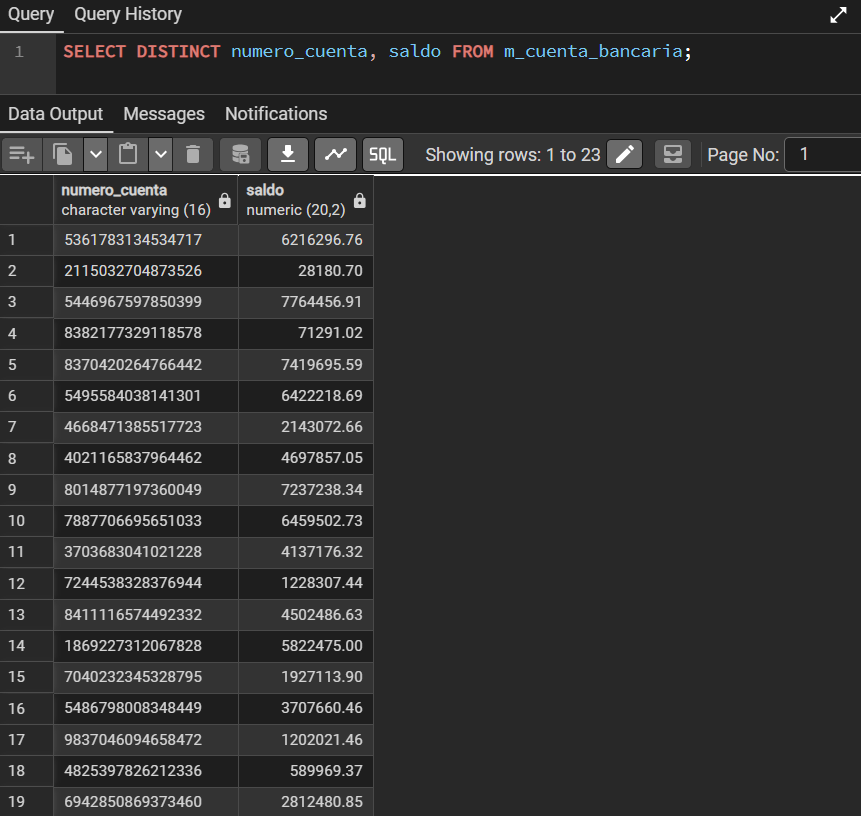 Query Query History
1 SELECT DISTINCT numero_cuenta, saldo FROM m_cuenta_bancaria;
Data Output Messages Notifications
SQL Showing rows: 1 to 23 Page No: 1
numero_cuenta saldo
character varying (16) numeric (20,2)
1 5361783134534717 6216296.76
2 2115032704873526 28180.70
3 5446967597850399 7764456.91
4 8382177329118578 71291.02
5 8370420264766442 7419695.59
6 5495584038141301 6422218.69
7 4668471385517723 2143072.66
8 4021165837964462 4697857.05
9 8014877197360049 7237238.34
10 7887706695651033 6459502.73
11 3703683041021228 4137176.32
12 7244538328376944 1228307.44
13 8411116574492332 4502486.63
14 1869227312067828 5822475.00
15 7040232345328795 1927113.90
16 5486798008348449 3707660.46
17 9837046094658472 1202021.46
18 4825397826212336 589969.37
19 6942850869373460 2812480.85